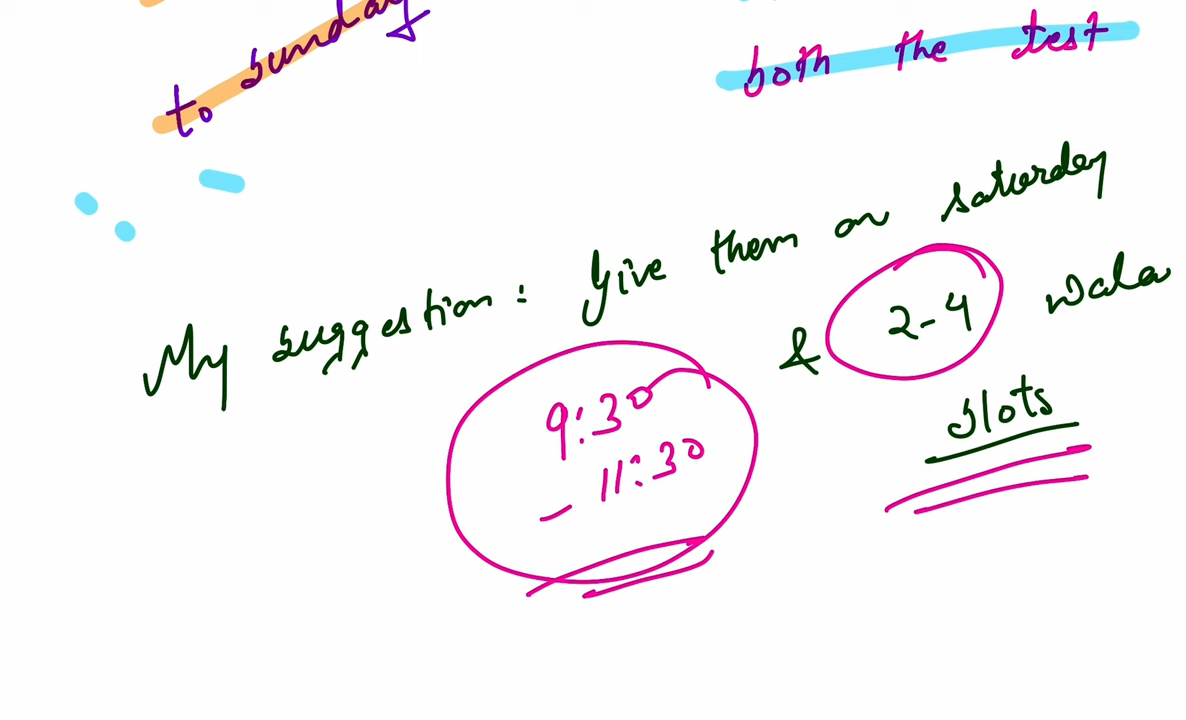 to sunday
both the test
My suggestion: Give them on saturday
9:30 - 11:30 & 2-4 wala slots